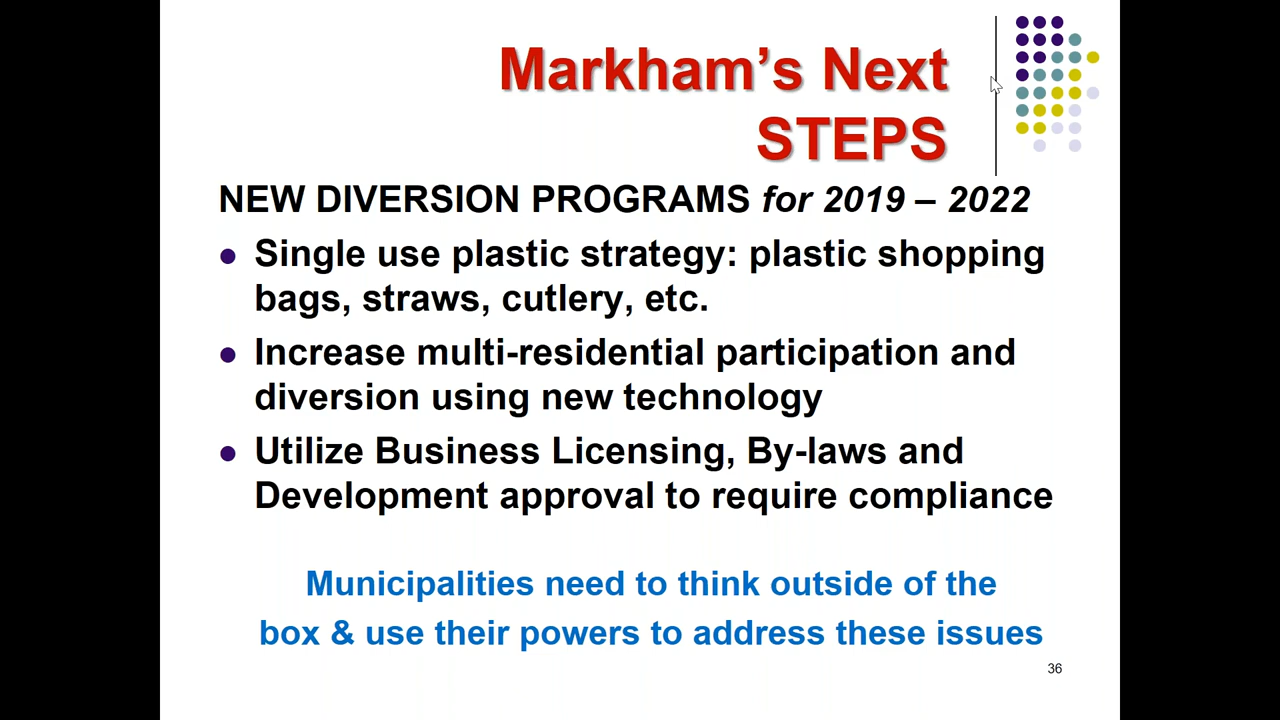 Markham’s Next
STEPS
NEW DIVERSION PROGRAMS for 2019 – 2022
Single use plastic strategy: plastic shopping
bags, straws, cutlery, etc.
Increase multi-residential participation and
diversion using new technology
Utilize Business Licensing, By-laws and
Development approval to require compliance
Municipalities need to think outside of the
box & use their powers to address these issues
36